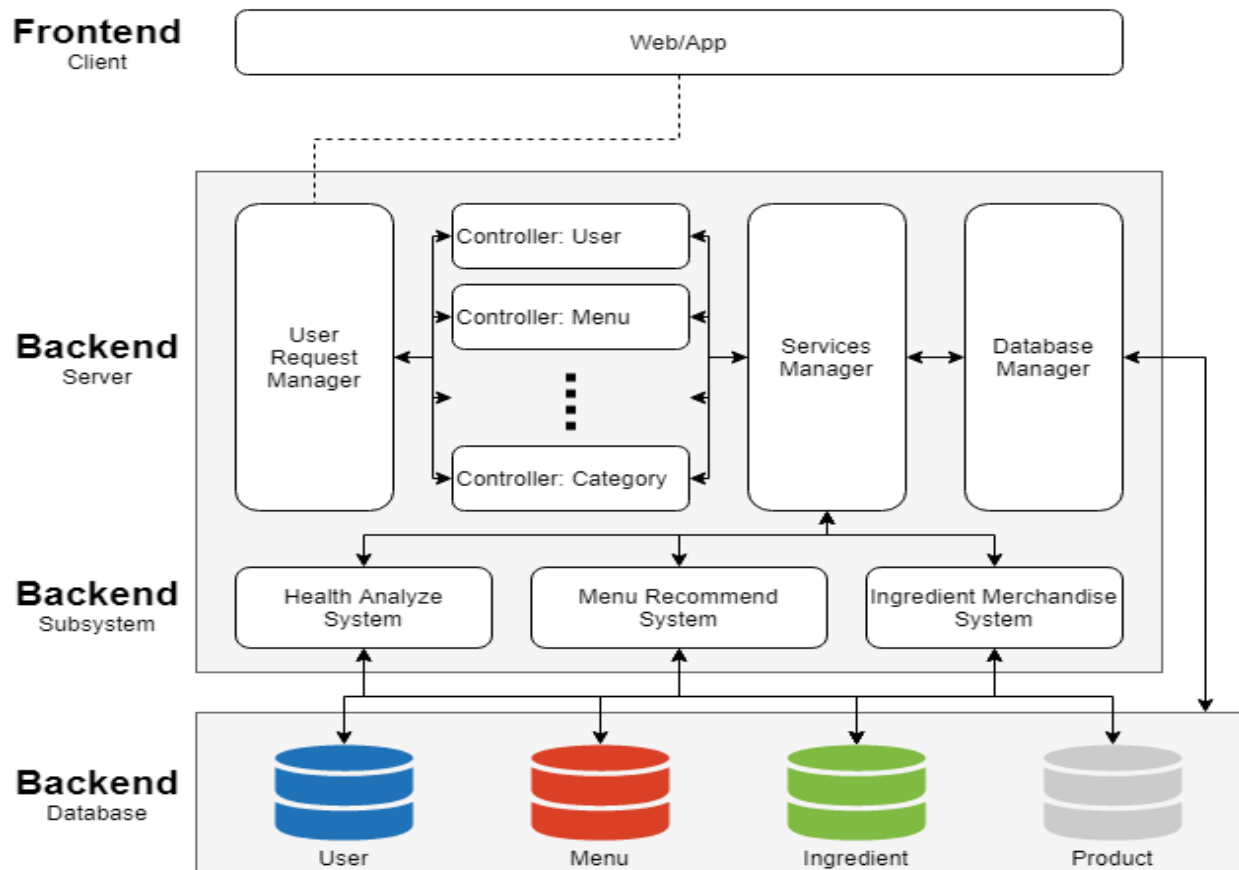 Frontend
Client
Web/App
Backend
Server
User
Request
Manager
Controller: User
Controller: Menu
Controller: Category
Services
Manager
Database
Manager
Backend
Subsystem
Health Analyze
System
Menu Recommend
System
Ingredient Merchandise
System
Backend
Database
User
Menu
Ingredient
Product